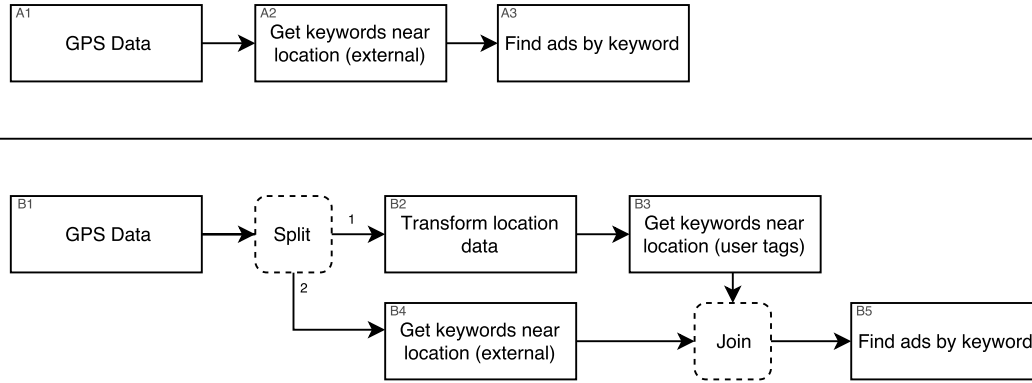 A1
GPS Data
A2
Get keywords near
location (external)
A3
Find ads by keyword
B1
GPS Data
Split
1
2
B2
Transform location
data
B3
Get keywords near
location (user tags)
B4
Get keywords near
location (external)
Join
B5
Find ads by keyword